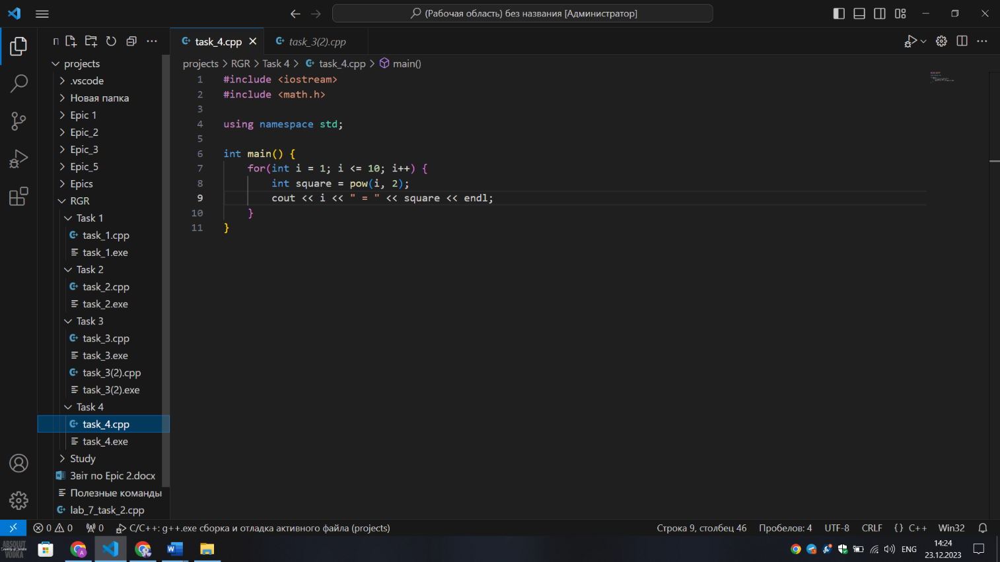 (Рабочая область) без названия [Администратор]
П
task_4.cpp
task_3(2).cpp
projects
.vscode
Новая папка
Epic 1
Epic_2
Epic_3
Epic_5
Epics
RGR
Task 1
task_1.cpp
task_1.exe
Task 2
task_2.cpp
task_2.exe
Task 3
task_3.cpp
task_3.exe
task_3(2).cpp
task_3(2).exe
Task 4
task_4.cpp
task_4.exe
Study
Звіт по Epic 2.docx
Полезные команды
lab_7_task_2.cpp
projects > RGR > Task 4 > task_4.cpp > main()
1 #include <iostream>
2 #include <math.h>
3
4 using namespace std;
5
6 int main() {
7 for(int i = 1; i <= 10; i++) {
8 int square = pow(i, 2);
9 cout << i << " = " << square << endl;
10 }
11 }
0 0 0 C/C++: g++.exe сборка и отладка активного файла (projects)
Строка 9, столбец 46 Пробелов: 4 UTF-8 CRLF {} C++ Win32
ABSOLUT
Country of Sweden
VODKA
ENG
14:24
23.12.2023